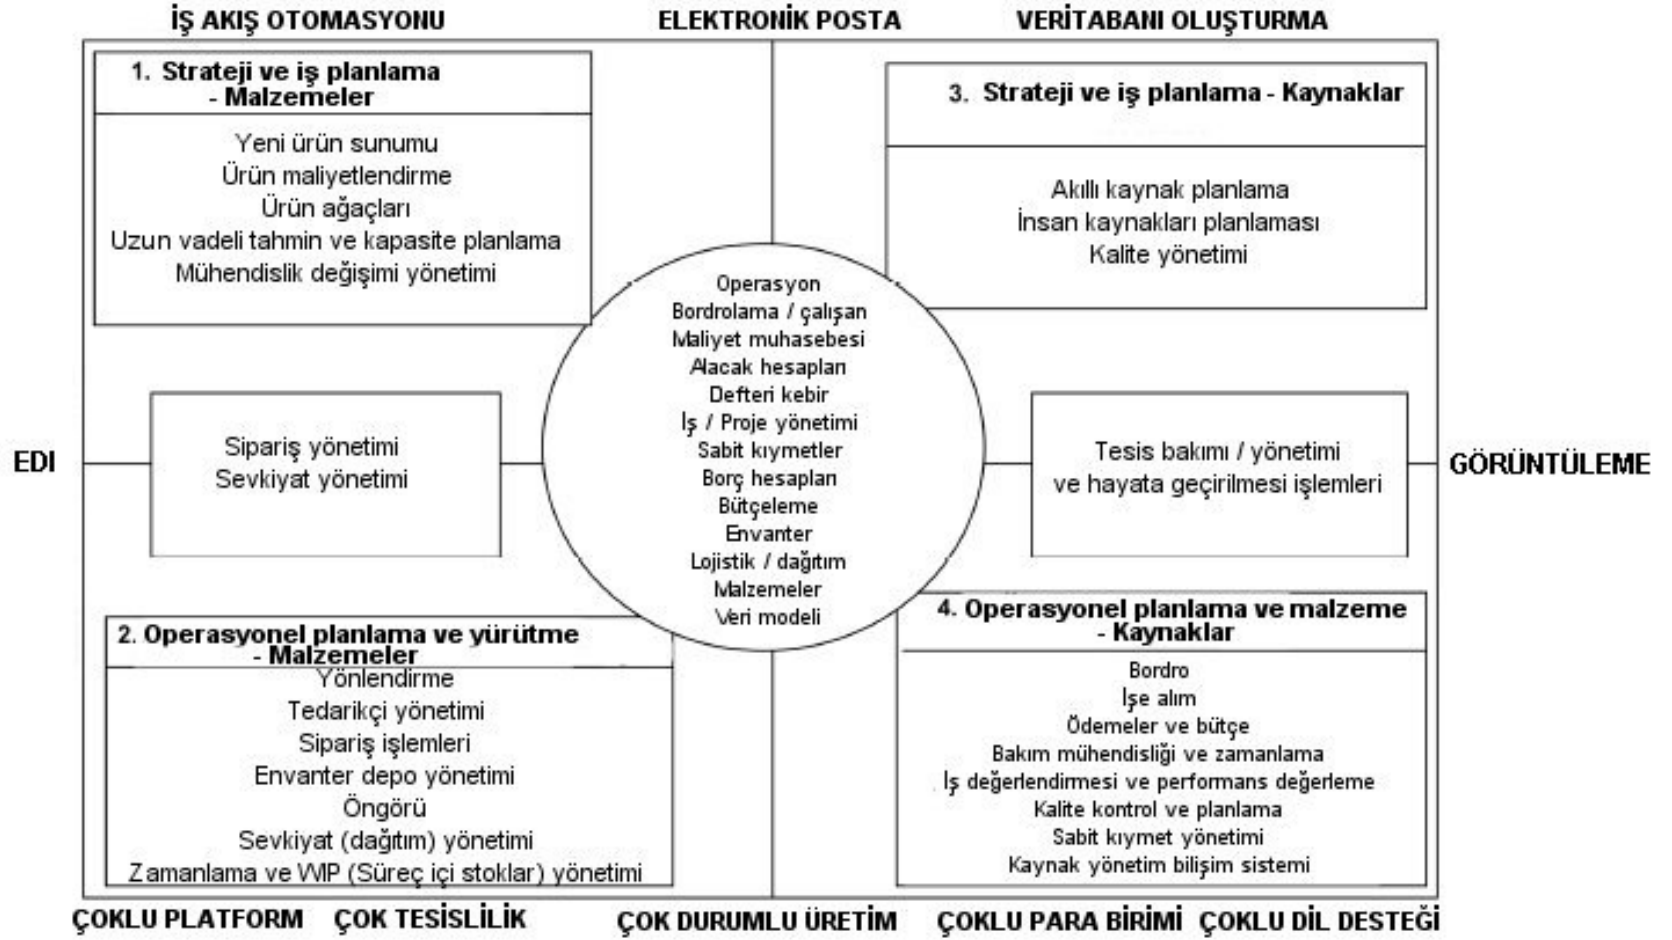 İŞ AKIŞ OTOMASYONU
ELEKTRONİK POSTA
VERİTABANI OLUŞTURMA
1. Strateji ve iş planlama
- Malzemeler
Yeni ürün sunumu
Ürün maliyetlendirme
Ürün ağaçları
Uzun vadeli tahmin ve kapasite planlama
Mühendislik değişimi yönetimi
3. Strateji ve iş planlama - Kaynaklar
Akıllı kaynak planlama
İnsan kaynakları planlaması
Kalite yönetimi
Operasyon
Bordrolama / çalışan
Maliyet muhasebesi
Alacak hesapları
Defteri kebir
İş / Proje yönetimi
Sabit kıymetler
Borç hesapları
Bütçeleme
Envanter
Lojistik / dağıtım
Malzemeler
Veri modeli
EDI
Sipariş yönetimi
Sevkiyat yönetimi
Tesis bakımı / yönetimi
ve hayata geçirilmesi işlemleri
GÖRÜNTÜLEME
2. Operasyonel planlama ve yürütme
- Malzemeler
Yönlendirme
Tedarikçi yönetimi
Sipariş işlemleri
Envanter depo yönetimi
Öngörü
Sevkiyat (dağıtım) yönetimi
Zamanlama ve WIP (Süreç içi stoklar) yönetimi
4. Operasyonel planlama ve malzeme
- Kaynaklar
Bordro
İşe alım
Ödemeler ve bütçe
Bakım mühendisliği ve zamanlama
İş değerlendirmesi ve performans değerleme
Kalite kontrol ve planlama
Sabit kıymet yönetimi
Kaynak yönetim bilişim sistemi
ÇOKLU PLATFORM
ÇOK TESİSLİLİK
ÇOK DURUMLU ÜRETİM
ÇOKLU PARA BİRİMİ
ÇOKLU DİL DESTEĞİ